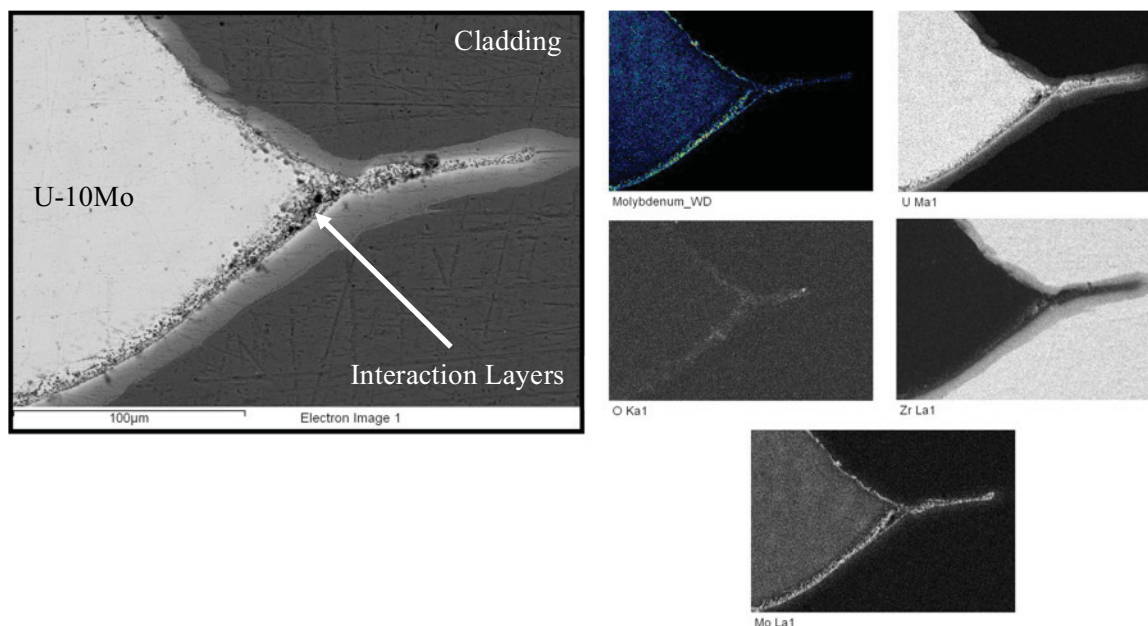 Cladding
U-10Mo
Interaction Layers
100µm
Electron Image 1
Molybdenum_WD
U Ma1
O Ka1
Zr La1
Mo La1